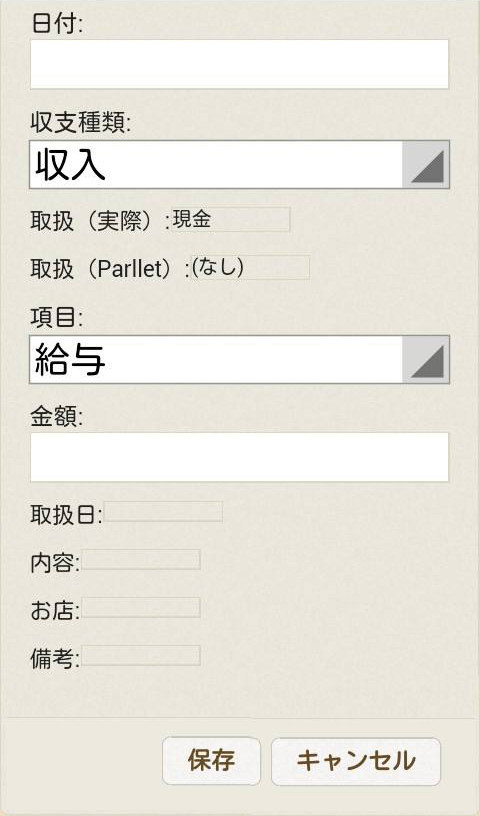 日付:
収支種類:
収入
取扱（実際）:現金
取扱（Parllet）:(なし)
項目:
給与
金額:
取扱日:
内容:
お店:
備考:
保存 キャンセル